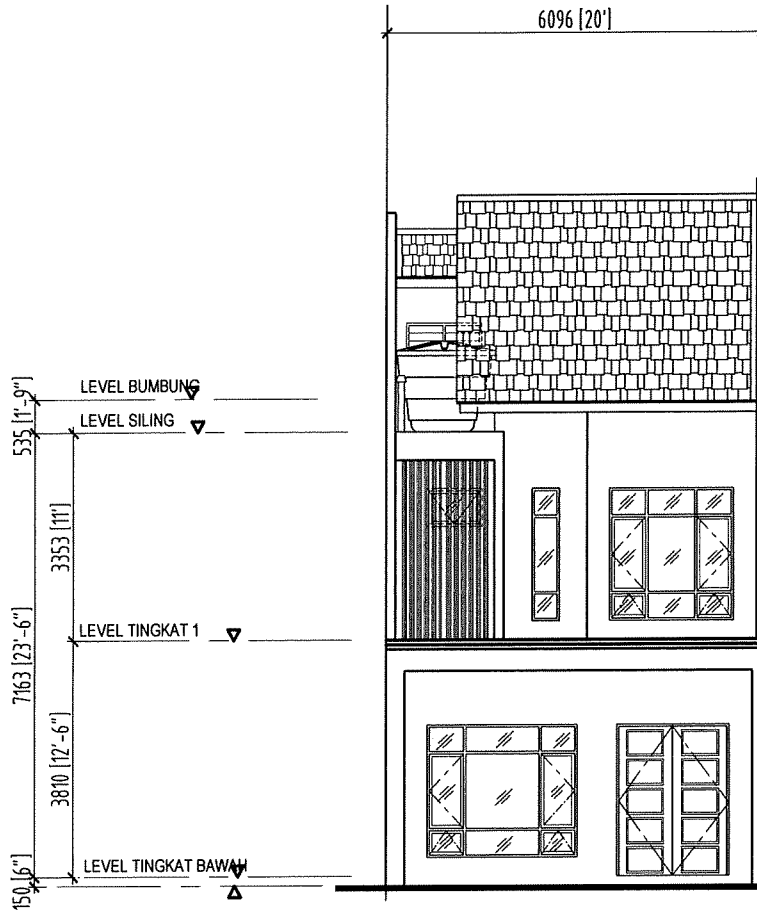 6096 [20']
LEVEL BUMBUNG
535 [1'-9"]
LEVEL SILING
3353 [11']
LEVEL TINGKAT 1
7163 [23'-6"]
3810 [12'-6"]
LEVEL TINGKAT BAWAH
150 [6"]